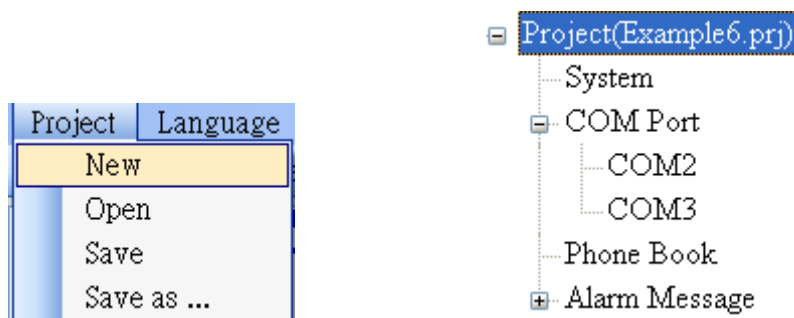 Project Language
New
Open
Save
Save as ...
Project(Example6.prj)
System
COM Port
COM2
COM3
Phone Book
Alarm Message